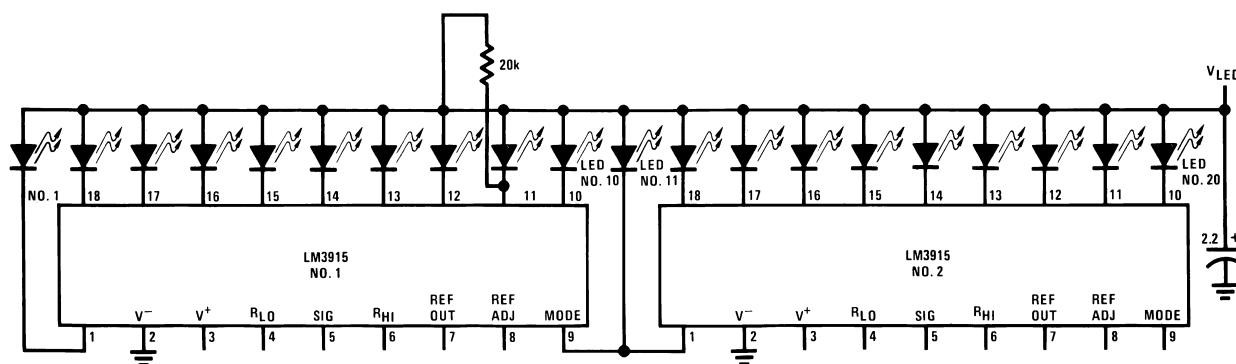 20k
VLED
NO. 1
18
17
16
15
14
13
12
11
10
LED
NO. 10
LED
NO. 11
18
17
16
15
14
13
12
11
10
LED
NO. 20
LM3915
NO. 1
V−
V+
RLO
SIG
RHI
REF
OUT
REF
ADJ
MODE
1
2
3
4
5
6
7
8
9
LM3915
NO. 2
V−
V+
RLO
SIG
RHI
REF
OUT
REF
ADJ
MODE
1
2
3
4
5
6
7
8
9
2.2
+